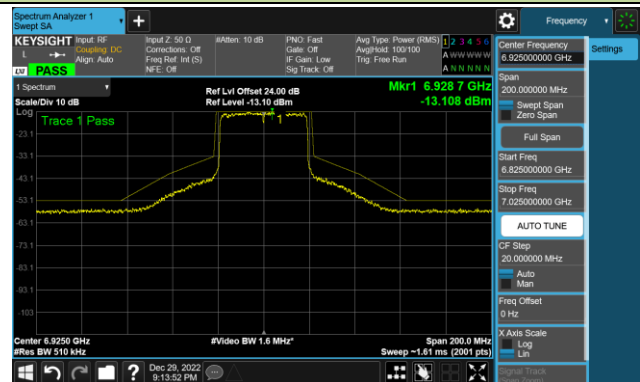 Spectrum Analyzer 1
Swept SA
Frequency
KEYSIGHT
Input: RF
Coupling: DC
Align: Auto
Input Z: 50 Ω
Corrections: Off
Freq Ref: Int (S)
NFE: Off
#Atten: 10 dB
PNO: Fast
Gate: Off
IF Gain: Low
Sig Track: Off
Avg Type: Power (RMS)
Avg|Hold: 100/100
Trig: Free Run
1 2 3 4 5 6
A W W W W W
A N N N N N
L
LXI PASS
1 Spectrum
Scale/Div 10 dB
Ref Lvl Offset 24.00 dB
Ref Level -13.10 dBm
Mkr1 6.928 7 GHz
-13.108 dBm
Log
Trace 1 Pass
1
-23.1
-33.1
-43.1
-53.1
-63.1
-73.1
-83.1
-93.1
-103
Center 6.9250 GHz
#Res BW 510 kHz
#Video BW 1.6 MHz*
Span 200.0 MHz
Sweep ~1.61 ms (2001 pts)
Dec 29, 2022
9:13:52 PM
Center Frequency
6.925000000 GHz
Settings
Span
200.000000 MHz
Swept Span
Zero Span
Full Span
Start Freq
6.825000000 GHz
Stop Freq
7.025000000 GHz
AUTO TUNE
CF Step
20.000000 MHz
Auto
Man
Freq Offset
0 Hz
X Axis Scale
Log
Lin
Signal Track
(Span Zoom)